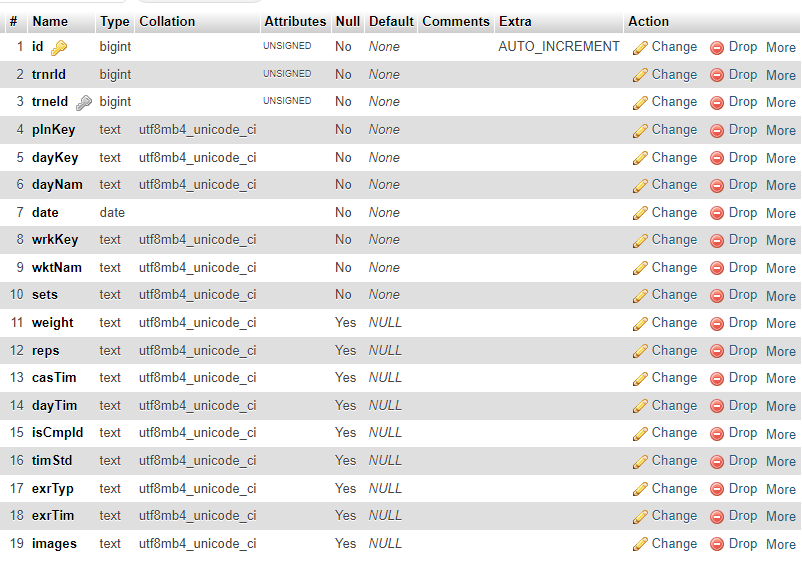 # Name Type Collation Attributes Null Default Comments Extra Action
1 id bigint UNSIGNED No None AUTO_INCREMENT Change Drop More
2 trnrId bigint UNSIGNED No None Change Drop More
3 trneId bigint UNSIGNED No None Change Drop More
4 plnKey text utf8mb4_unicode_ci No None Change Drop More
5 dayKey text utf8mb4_unicode_ci No None Change Drop More
6 dayNam text utf8mb4_unicode_ci No None Change Drop More
7 date date No None Change Drop More
8 wrkKey text utf8mb4_unicode_ci No None Change Drop More
9 wktNam text utf8mb4_unicode_ci No None Change Drop More
10 sets text utf8mb4_unicode_ci No None Change Drop More
11 weight text utf8mb4_unicode_ci Yes NULL Change Drop More
12 reps text utf8mb4_unicode_ci Yes NULL Change Drop More
13 casTim text utf8mb4_unicode_ci Yes NULL Change Drop More
14 dayTim text utf8mb4_unicode_ci Yes NULL Change Drop More
15 isCmpld text utf8mb4_unicode_ci Yes NULL Change Drop More
16 timStd text utf8mb4_unicode_ci Yes NULL Change Drop More
17 exrTyp text utf8mb4_unicode_ci Yes NULL Change Drop More
18 exrTim text utf8mb4_unicode_ci Yes NULL Change Drop More
19 images text utf8mb4_unicode_ci Yes NULL Change Drop More